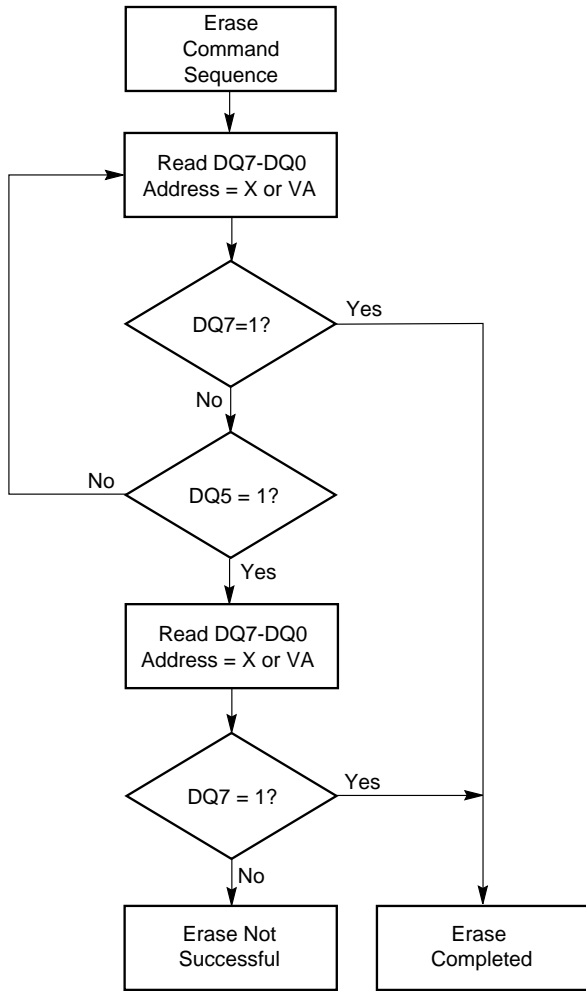 Erase
Command
Sequence
Read DQ7-DQ0
Address = X or VA
DQ7=1?
Yes
No
DQ5 = 1?
No
Yes
Read DQ7-DQ0
Address = X or VA
DQ7 = 1?
Yes
No
Erase Not
Successful
Erase
Completed